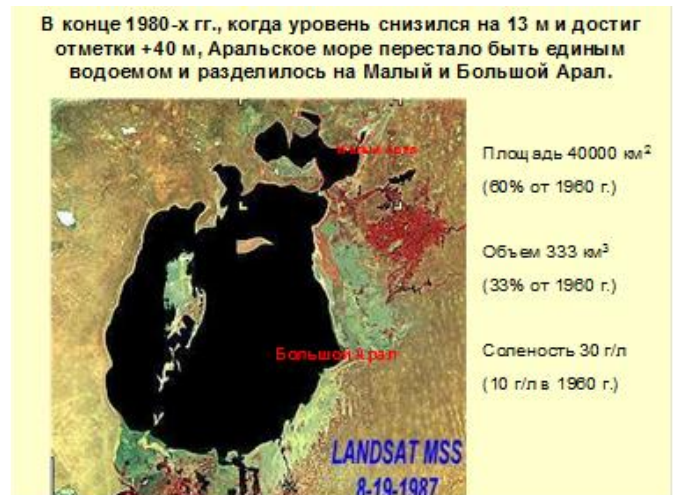 В конце 1980-х гг., когда уровень снизился на 13 м и достиг
отметки +40 м, Аральское море перестало быть единым
водоемом и разделилось на Малый и Большой Арал.
Малый Арал
Площадь 40000 км²
(60% от 1960 г.)
Объем 333 км³
(33% от 1960 г.)
Большой Арал
Соленость 30 г/л
(10 г/л в 1960 г.)
LANDSAT MSS
8-19-1987